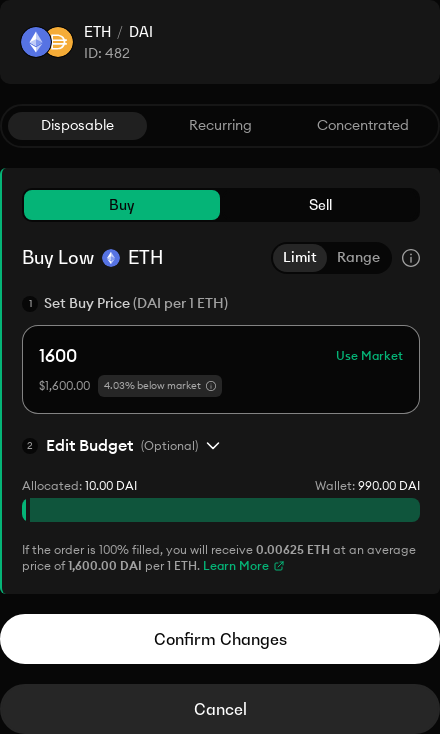 ETH / DAI
ID: 482
Disposable Recurring Concentrated
Buy Sell
Buy Low ETH Limit Range
1 Set Buy Price (DAI per 1 ETH)
1600 Use Market
$1,600.00 4.03% below market
2 Edit Budget (Optional)
Allocated: 10.00 DAI Wallet: 990.00 DAI
If the order is 100% filled, you will receive 0.00625 ETH at an average
price of 1,600.00 DAI per 1 ETH. Learn More
Confirm Changes
Cancel